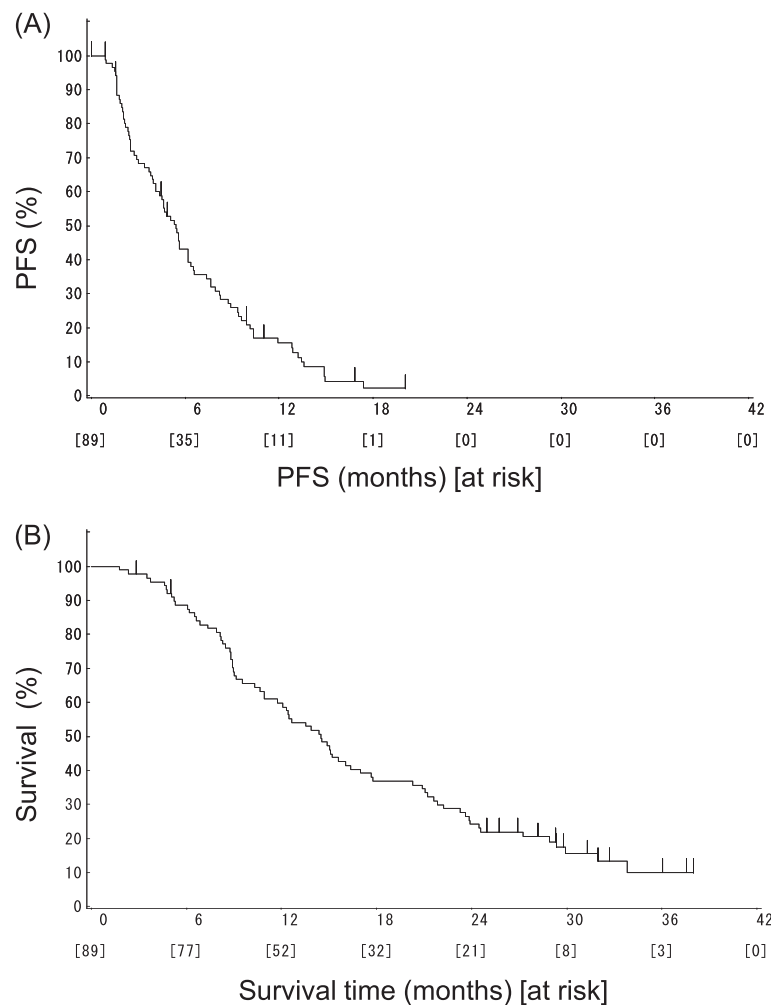 (A)
100
90
80
70
60
50
40
30
20
10
0
PFS (%)
0 6 12 18 24 30 36 42
[89] [35] [11] [1] [0] [0] [0] [0]
PFS (months) [at risk]
(B)
100
90
80
70
60
50
40
30
20
10
0
Survival (%)
0 6 12 18 24 30 36 42
[89] [77] [52] [32] [21] [8] [3] [0]
Survival time (months) [at risk]